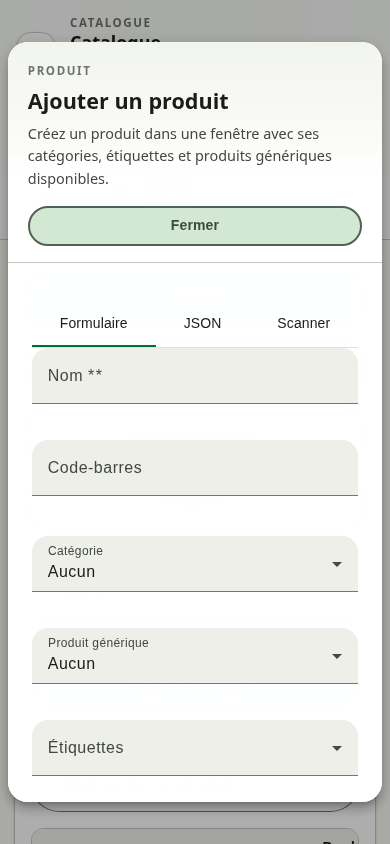 CATALOGUE
Catalogue
PRODUIT
Ajouter un produit
Créez un produit dans une fenêtre avec ses
catégories, étiquettes et produits génériques
disponibles.
Fermer
Formulaire JSON Scanner
Nom **
Code-barres
Catégorie
Aucun
Produit générique
Aucun
Étiquettes